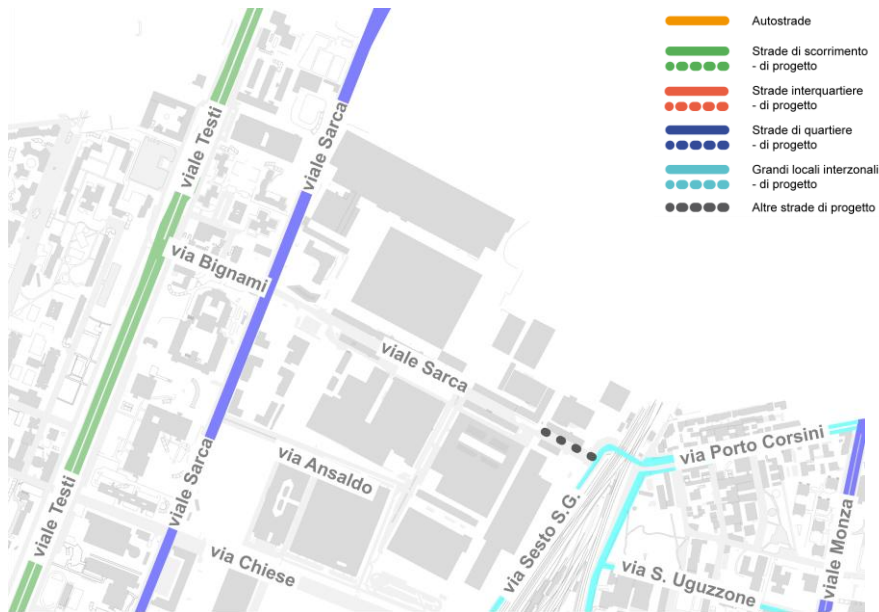 Autostrade
Strade di scorrimento
- di progetto
Strade interquartiere
- di progetto
Strade di quartiere
- di progetto
Grandi locali interzonali
- di progetto
Altre strade di progetto
viale Testi
viale Sarca
via Bignami
viale Sarca
via Porto Corsini
viale Sarca
via Ansaldo
viale Testi
via Sesto S.G.
viale Monza
via Chiese
via S. Uguzzone